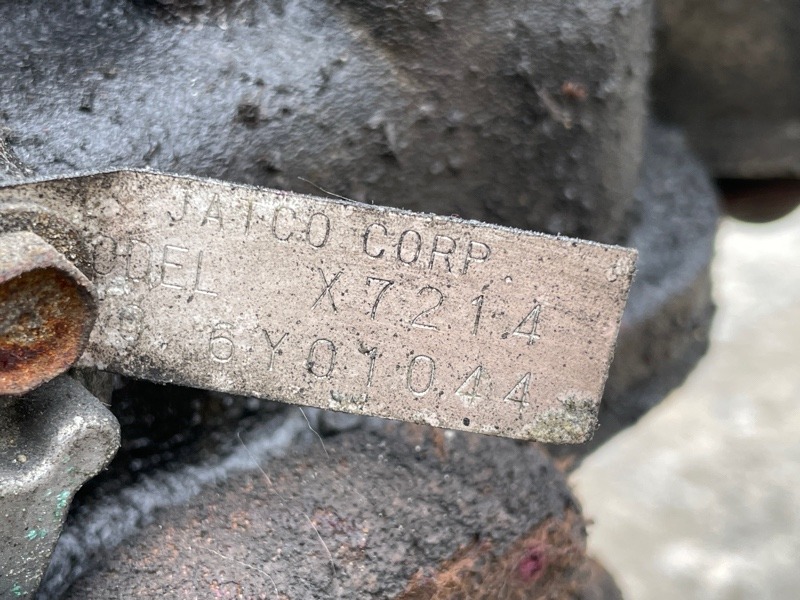 JATCO CORP.
ODEL X7214
6Y01044